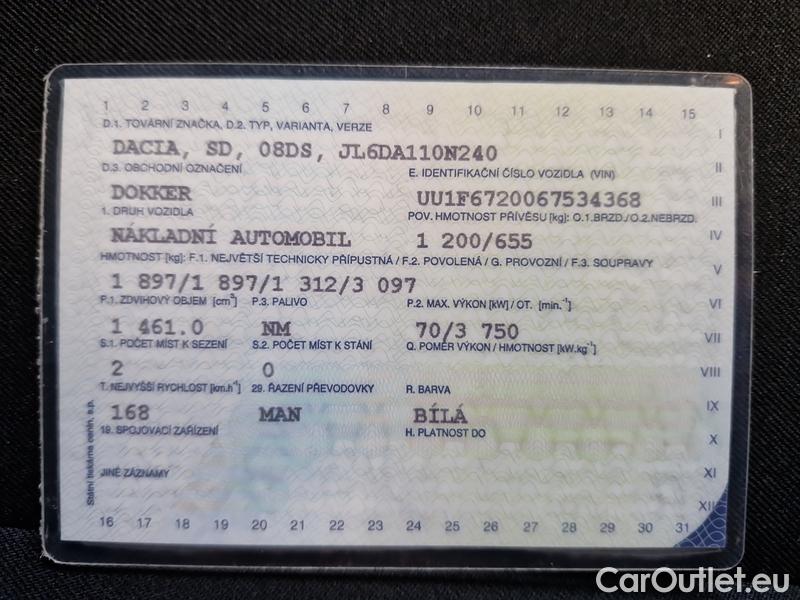 1 2 3 4 5 6 7 8 9 10 11 12 13 14 15
D.1. TOVÁRNÍ ZNAČKA, D.2. TYP, VARIANTA, VERZE
I
DACIA, SD, 08DS, JL6DA110N240
D.3. OBCHODNÍ OZNAČENÍ E. IDENTIFIKAČNÍ ČÍSLO VOZIDLA (VIN)
II
DOKKER UU1F6720067534368
III
1. DRUH VOZIDLA POV. HMOTNOST PŘÍVĚSU [kg]: O.1.BRZD./O.2.NEBRZD.
NÁKLADNÍ AUTOMOBIL 1 200/655
IV
HMOTNOST [kg]: F.1. NEJVĚTŠÍ TECHNICKY PŘÍPUSTNÁ / F.2. POVOLENÁ / G. PROVOZNÍ / F.3. SOUPRAVY
V
1 897/1 897/1 312/3 097
P.1. ZDVIHOVÝ OBJEM [cm³] P.3. PALIVO P.2. MAX. VÝKON [kW] / OT. [min.⁻¹]
VI
1 461.0 NM 70/3 750
VII
S.1. POČET MÍST K SEZENÍ S.2. POČET MÍST K STÁNÍ Q. POMĚR VÝKON / HMOTNOST [kW.kg⁻¹]
2 0
VIII
T. NEJVYŠŠÍ RYCHLOST [km.h⁻¹] 29. ŘAZENÍ PŘEVODOVKY R. BARVA
168 MAN BÍLÁ
IX
19. SPOJOVACÍ ZAŘÍZENÍ H. PLATNOST DO
X
JINÉ ZÁZNAMY
XI
XII
Státní tiskárna cenin, s.p.
16 17 18 19 20 21 22 23 24 25 26 27 28 29 30 31
CarOutlet.eu